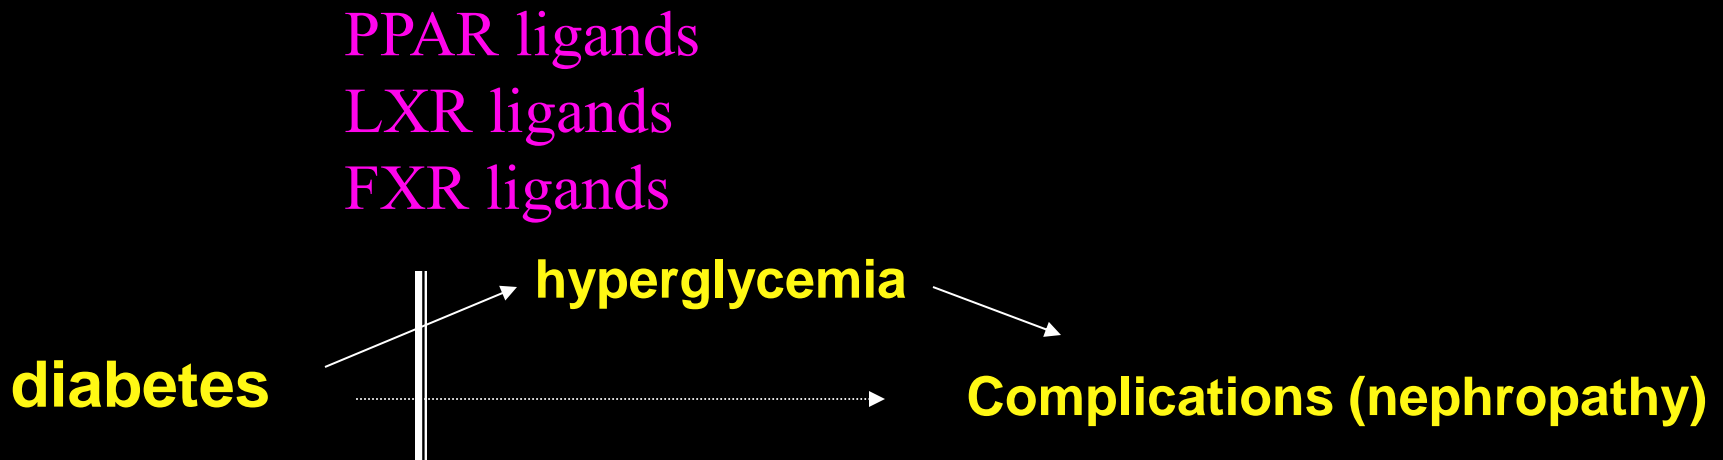 PPAR ligands
LXR ligands
FXR ligands
hyperglycemia
diabetes
Complications (nephropathy)